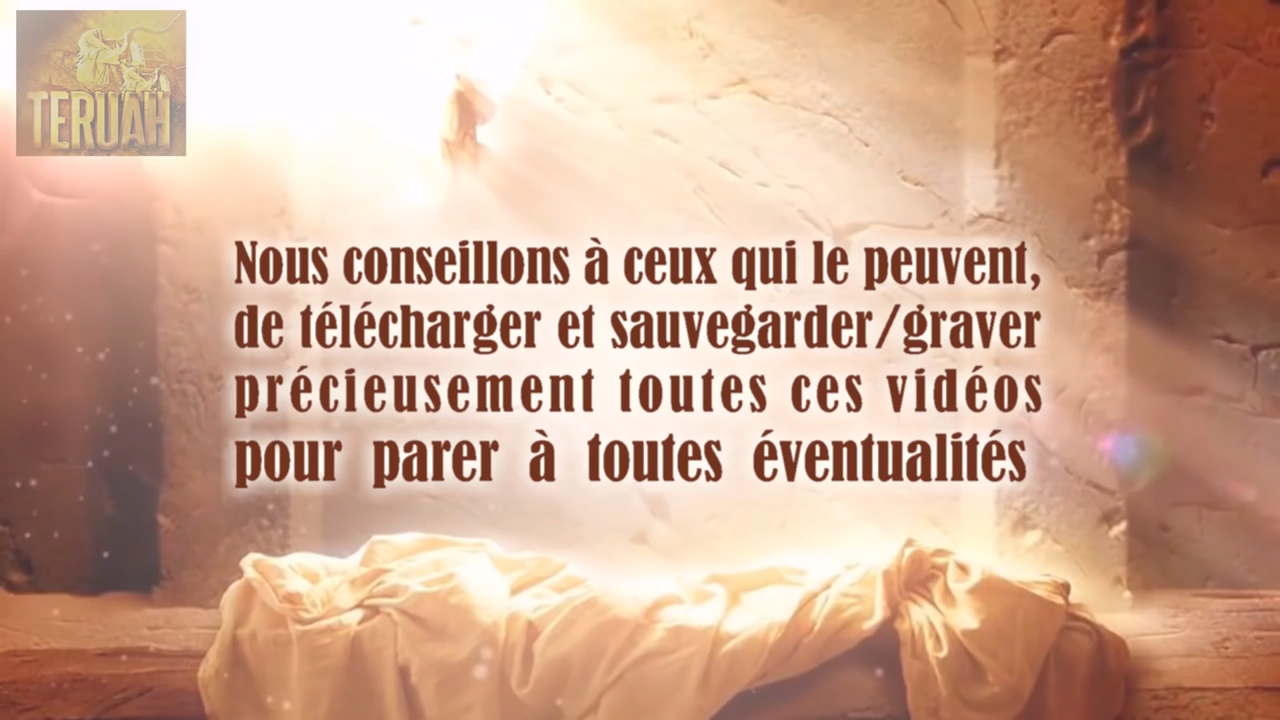 TERUAH
Nous conseillons à ceux qui le peuvent,
de télécharger et sauvegarder/graver
précieusement toutes ces vidéos
pour parer à toutes éventualités